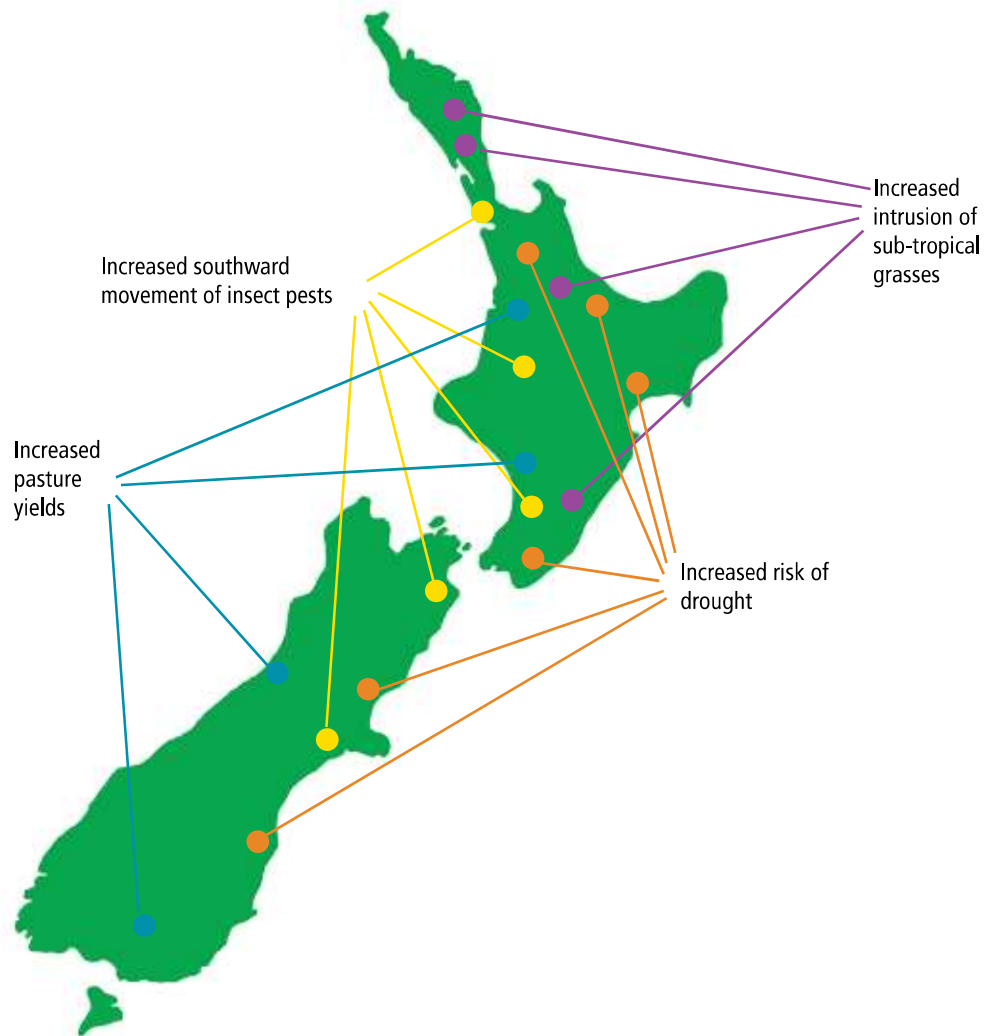 Increased
intrusion of
sub-tropical
grasses
Increased southward
movement of insect pests
Increased
pasture
yields
Increased risk of
drought